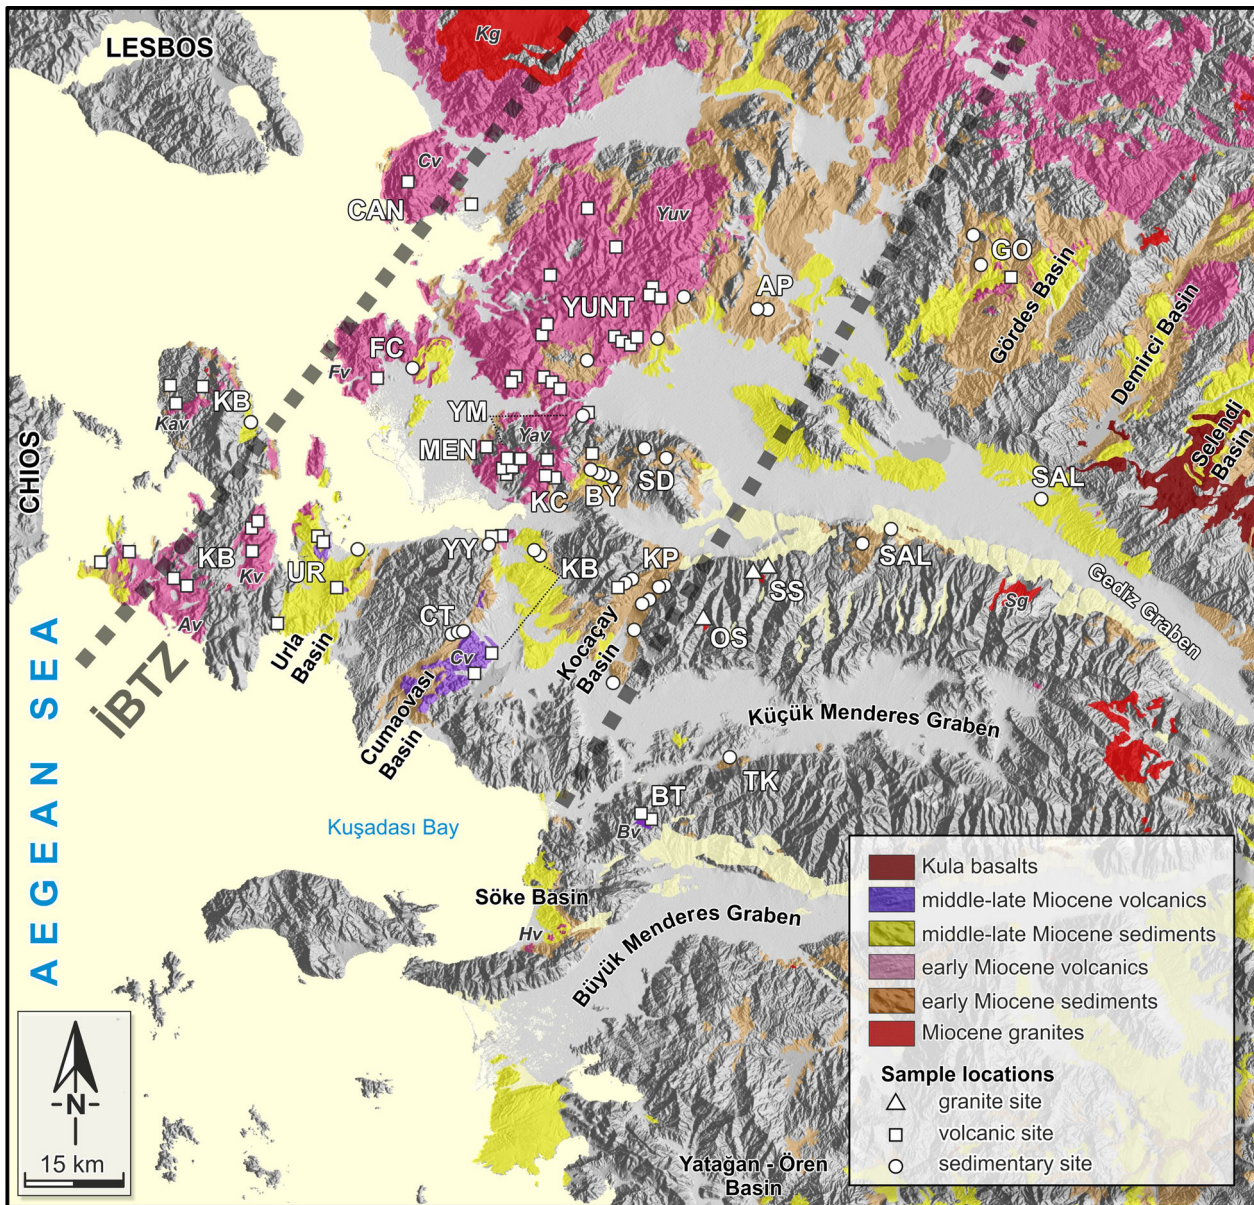 LESBOS
Kg
Cv
CAN
Yuv
GO
AP
YUNT
Gördes Basin
Demirci Basin
FC
Fv
Selendi
Basin
KB
Kav
YM
Yav
MEN
CHIOS
KC
BY
SD
SAL
YY
KB
KP
SAL
KB
Kv
UR
SS
Sg
Gediz Graben
Av
CT
OS
Urla
Basin
Cv
Kocaçay
Basin
İBTZ
Cumaovası
Basin
Küçük Menderes Graben
AEGEAN SEA
TK
BT
Bv
Kuşadası Bay
Söke Basin
Hv
Büyük Menderes Graben
Kula basalts
middle-late Miocene volcanics
middle-late Miocene sediments
early Miocene volcanics
early Miocene sediments
Miocene granites
Sample locations
granite site
volcanic site
sedimentary site
-N-
15 km
Yatağan - Ören
Basin